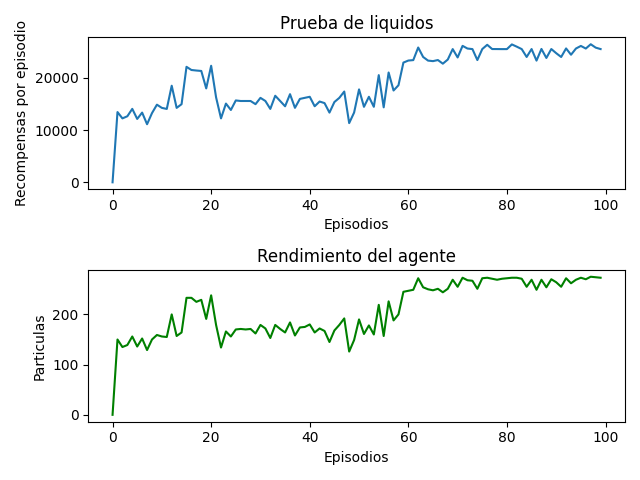 Prueba de liquidos
Recompensas por episodio
20000
10000
0
0 20 40 60 80 100
Episodios
Rendimiento del agente
Particulas
200
100
0
0 20 40 60 80 100
Episodios